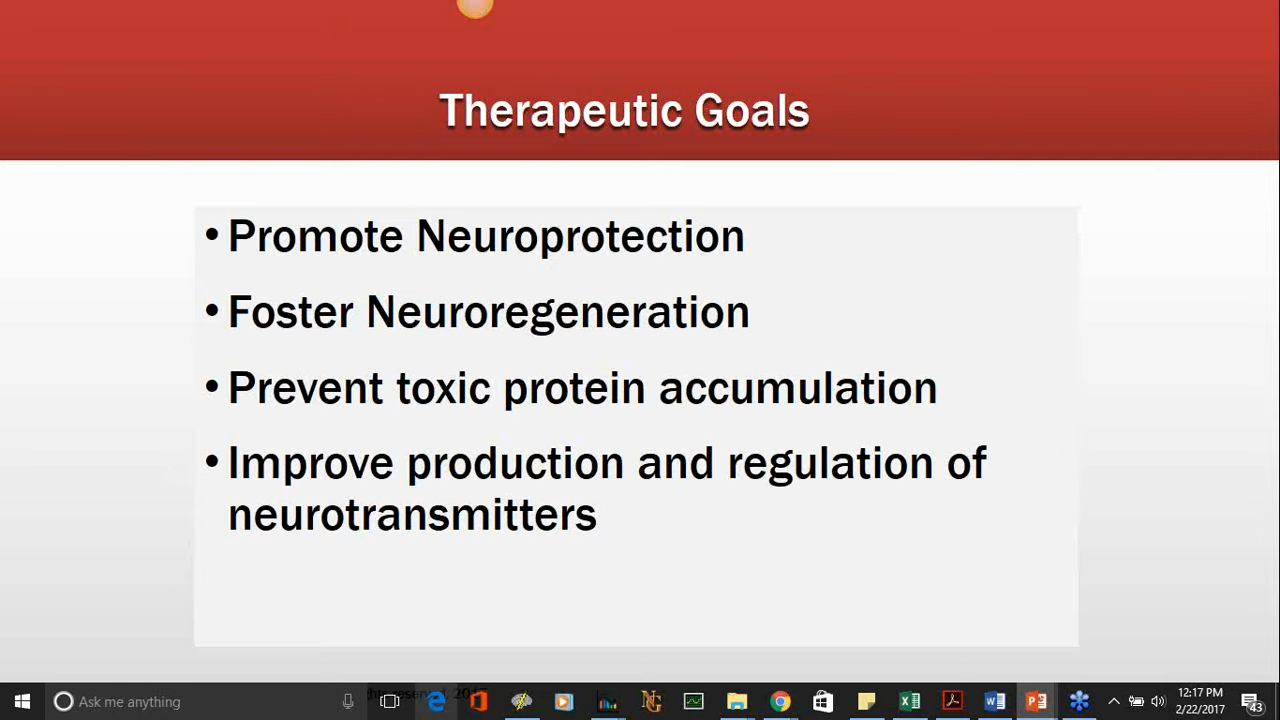 Therapeutic Goals
• Promote Neuroprotection
• Foster Neuroregeneration
• Prevent toxic protein accumulation
• Improve production and regulation of
neurotransmitters
Ask me anything
12:17 PM
2/22/2017
43